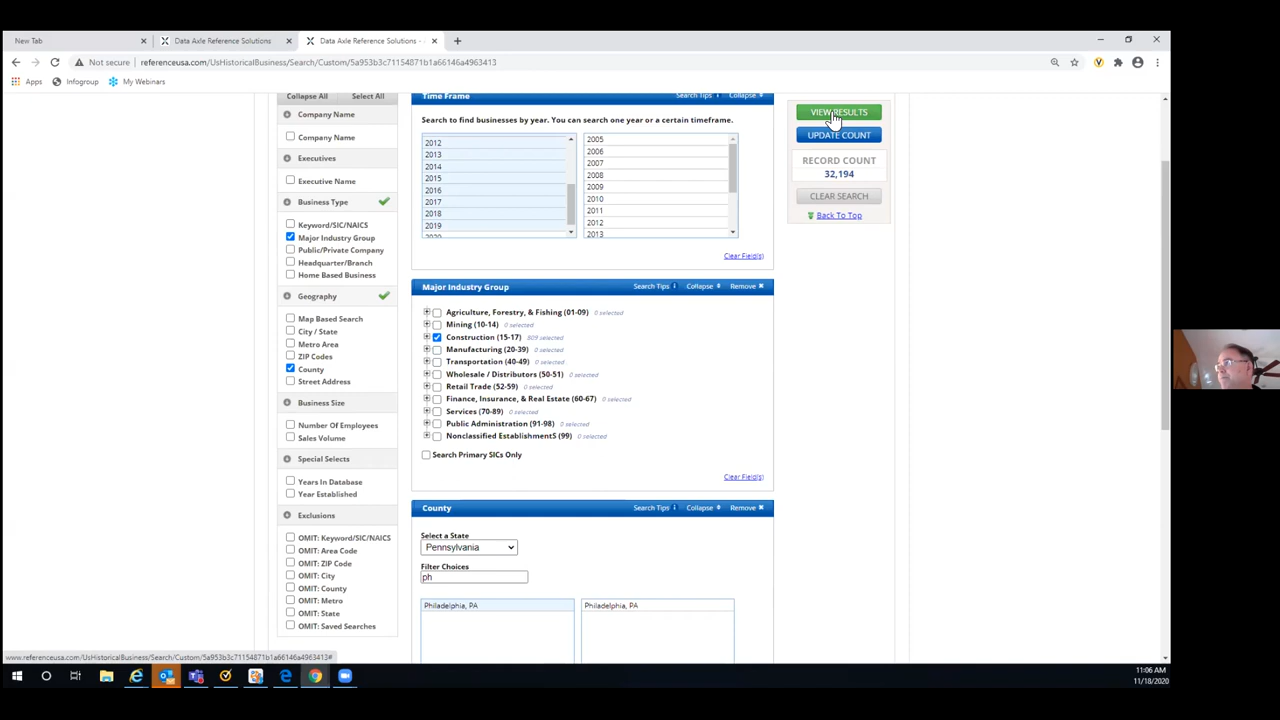 New Tab
Data Axle Reference Solutions
Data Axle Reference Solutions -
Not secure
referenceusa.com/UsHistoricalBusiness/Search/Custom/5a953b3c71154871b1a66146a4963413
Apps
Infogroup
My Webinars
Collapse All
Select All
Company Name
Company Name
Executives
Executive Name
Business Type
Keyword/SIC/NAICS
Major Industry Group
Public/Private Company
Headquarter/Branch
Home Based Business
Geography
Map Based Search
City / State
Metro Area
ZIP Codes
County
Street Address
Business Size
Number Of Employees
Sales Volume
Special Selects
Years In Database
Year Established
Exclusions
OMIT: Keyword/SIC/NAICS
OMIT: Area Code
OMIT: ZIP Code
OMIT: City
OMIT: County
OMIT: Metro
OMIT: State
OMIT: Saved Searches
Time Frame
Search Tips
Collapse
Search to find businesses by year. You can search one year or a certain timeframe.
2012
2013
2014
2015
2016
2017
2018
2019
2020
2005
2006
2007
2008
2009
2010
2011
2012
2013
Clear Field(s)
Major Industry Group
Search Tips
Collapse
Remove
Agriculture, Forestry, & Fishing (01-09) 0 selected
Mining (10-14) 0 selected
Construction (15-17) 809 selected
Manufacturing (20-39) 0 selected
Transportation (40-49) 0 selected
Wholesale / Distributors (50-51) 0 selected
Retail Trade (52-59) 0 selected
Finance, Insurance, & Real Estate (60-67) 0 selected
Services (70-89) 0 selected
Public Administration (91-98) 0 selected
Nonclassified EstablishmentS (99) 0 selected
Search Primary SICs Only
Clear Field(s)
County
Search Tips
Collapse
Remove
Select a State
Pennsylvania
Filter Choices
ph
Philadelphia, PA
Philadelphia, PA
VIEW RESULTS
UPDATE COUNT
RECORD COUNT
32,194
CLEAR SEARCH
Back To Top
www.referenceusa.com/UsHistoricalBusiness/Search/Custom/5a953b3c71154871b1a66146a4963413#
11:06 AM
11/18/2020